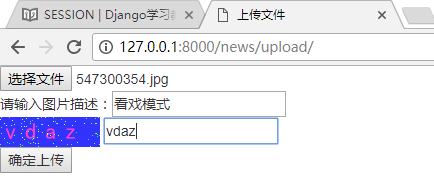 SESSION | Django学习
上传文件
127.0.0.1:8000/news/upload/
选择文件 547300354.jpg
请输入图片描述：看戏模式
v d a z vdaz
确定上传